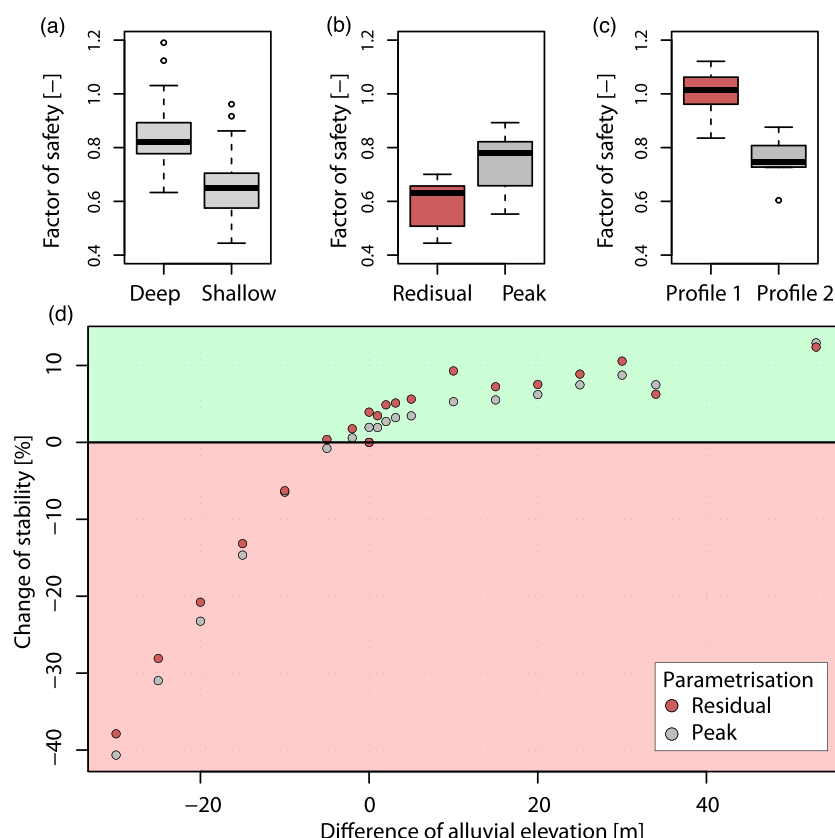 (a) (b) (c)
Factor of safety [−]
0.4 0.6 0.8 1.0 1.2
Deep Shallow
Factor of safety [−]
0.4 0.6 0.8 1.0 1.2
Redisual Peak
Factor of safety [−]
0.4 0.6 0.8 1.0 1.2
Profile 1 Profile 2
(d)
Change of stability [%]
−40 −30 −20 −10 0 10
Parametrisation
Residual
Peak
−20 0 20 40
Difference of alluvial elevation [m]